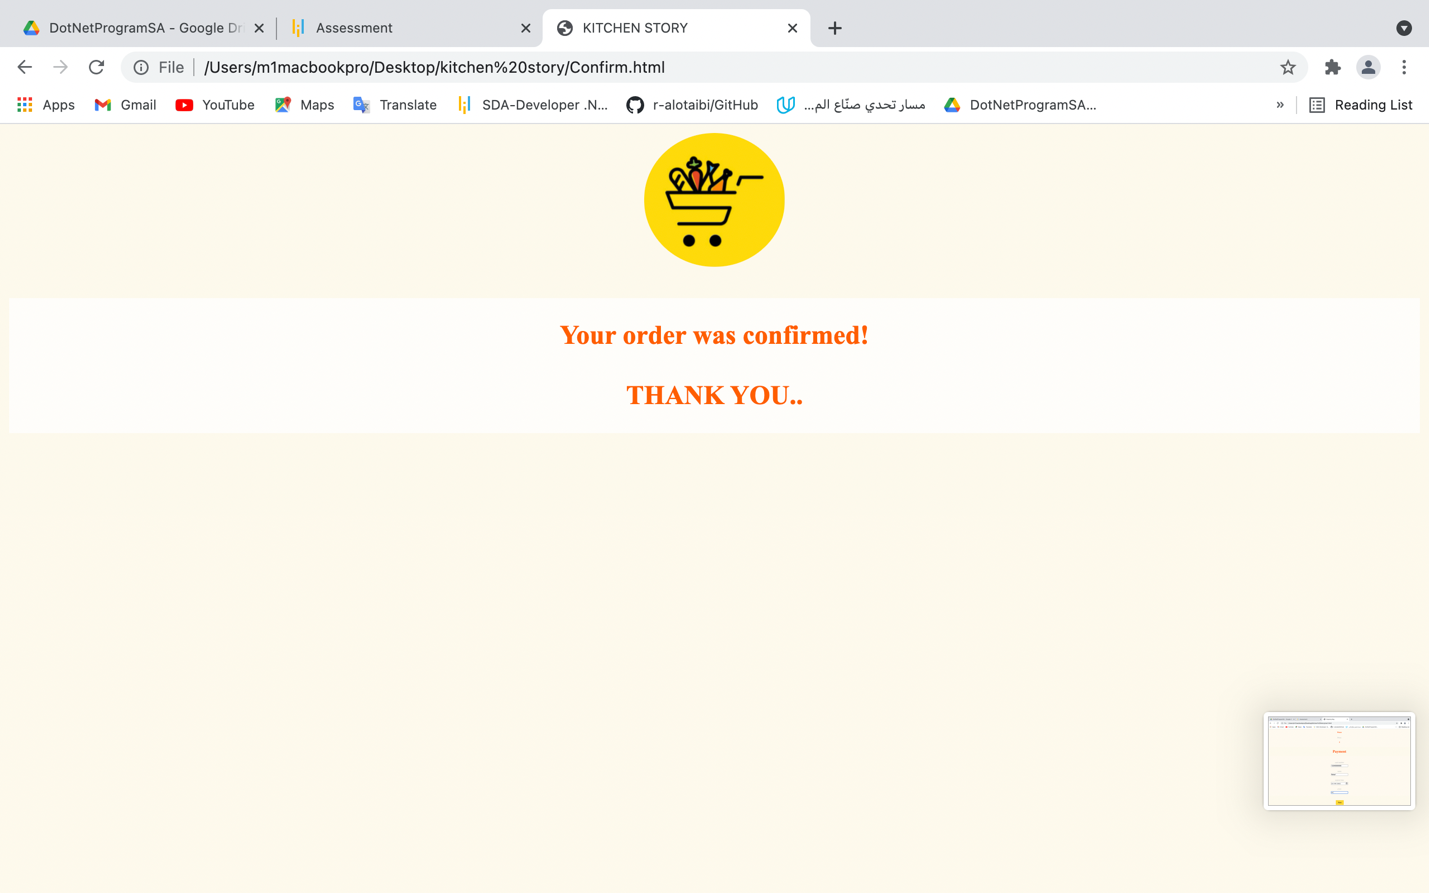 DotNetProgramSA - Google Dri
Assessment
KITCHEN STORY
File
/Users/m1macbookpro/Desktop/kitchen%20story/Confirm.html
Apps
Gmail
YouTube
Maps
Translate
SDA-Developer .N...
r-alotaibi/GitHub
مسار تحدي صنّاع الم...
DotNetProgramSA...
»
Reading List
Your order was confirmed!
THANK YOU..